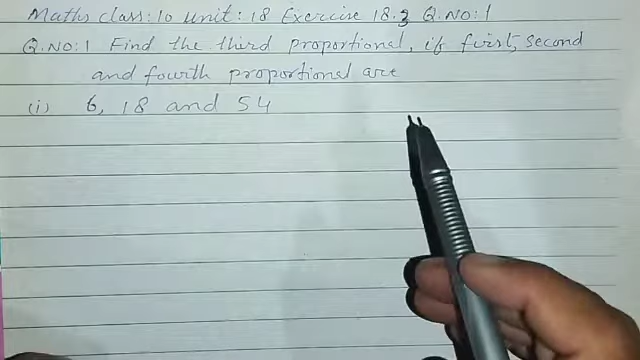 Maths class: 10 Unit: 18 Exercise 18.3 Q.NO: 1
Q.NO: 1 Find the third proportional, if first, second
and fourth proportional are
(i) 6, 18 and 54